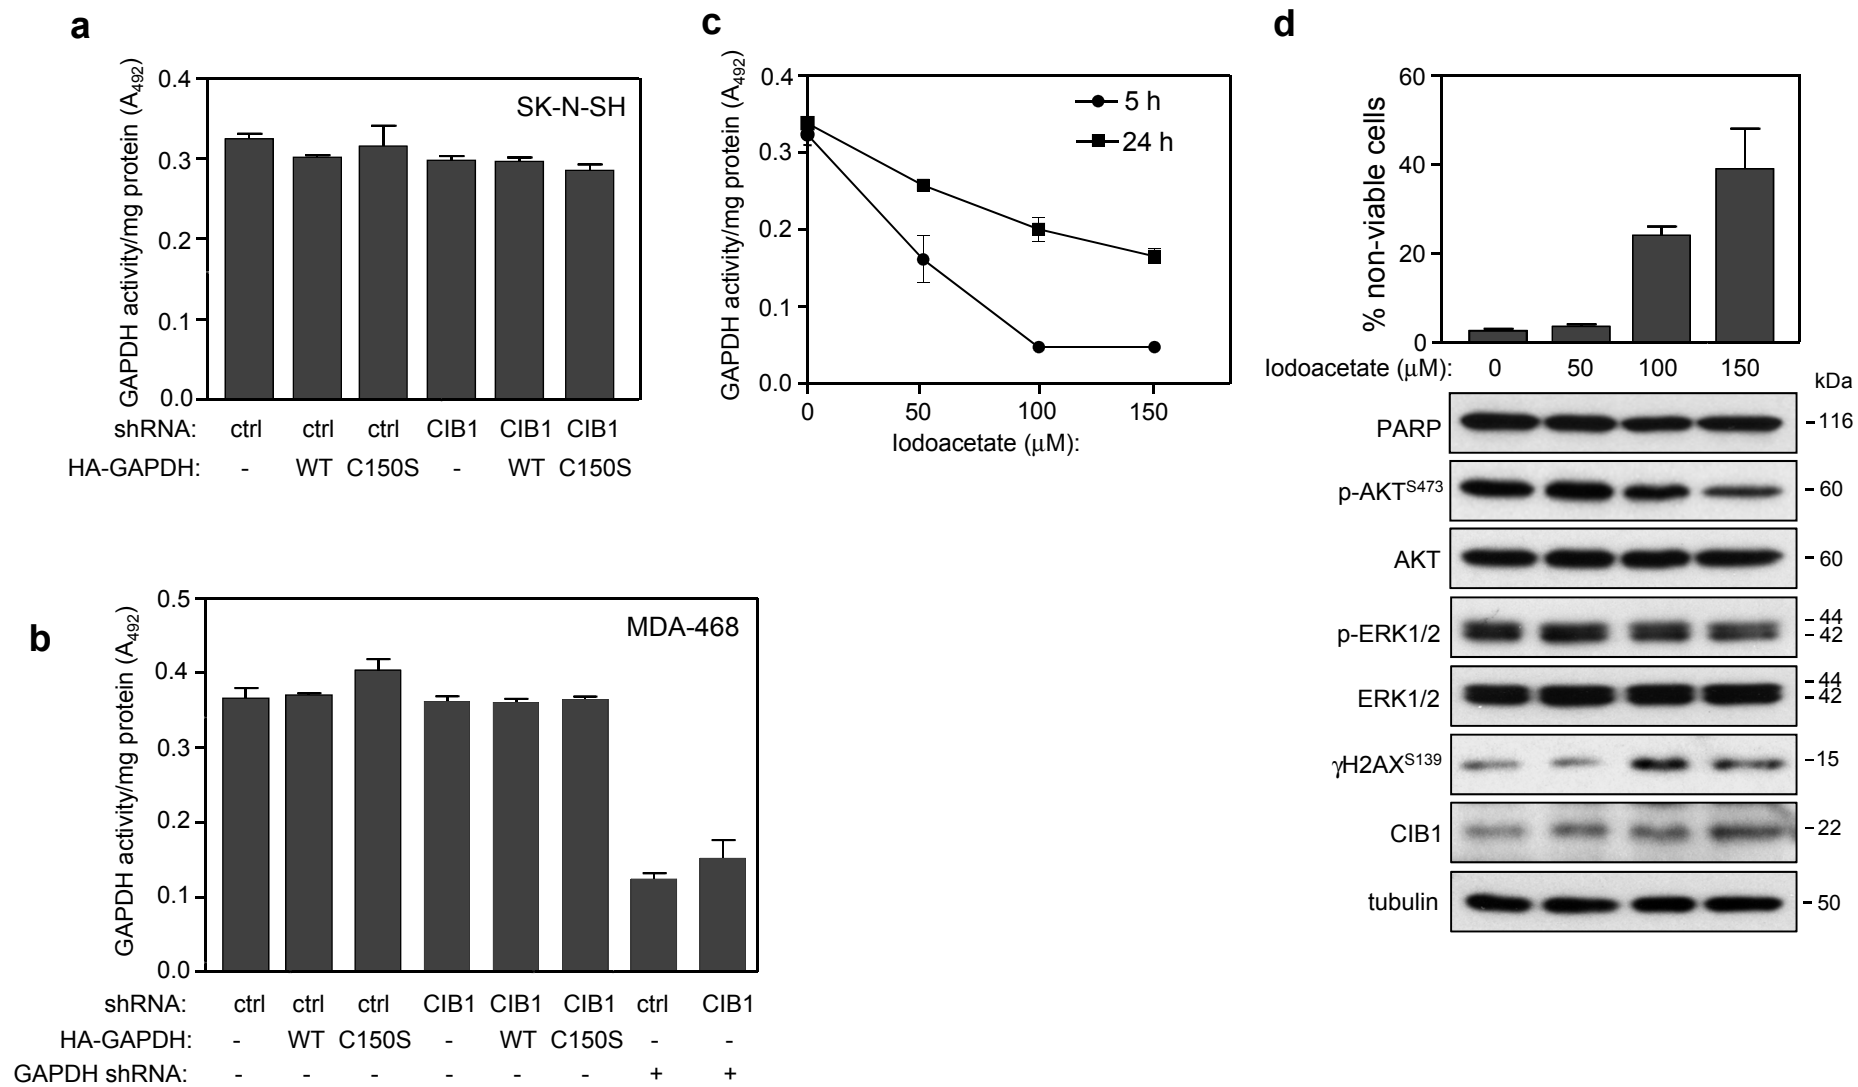 a
GAPDH activity/mg protein (A492)
0.4
0.3
0.2
0.1
0.0
SK-N-SH
shRNA: ctrl ctrl ctrl CIB1 CIB1 CIB1
HA-GAPDH: - WT C150S - WT C150S
b
GAPDH activity/mg protein (A492)
0.5
0.4
0.3
0.2
0.1
0.0
MDA-468
shRNA: ctrl ctrl ctrl CIB1 CIB1 CIB1 ctrl CIB1
HA-GAPDH: - WT C150S - WT C150S - -
GAPDH shRNA: - - - - - - + +
c
GAPDH activity/mg protein (A492)
0.4
0.3
0.2
0.1
0.0
5 h
24 h
0 50 100 150
Iodoacetate (μM):
d
% non-viable cells
60
40
20
0
Iodoacetate (μM): 0 50 100 150
kDa
PARP 116
p-AKTS473 60
AKT 60
p-ERK1/2 44
42
ERK1/2 44
42
γH2AXS139 15
CIB1 22
tubulin 50